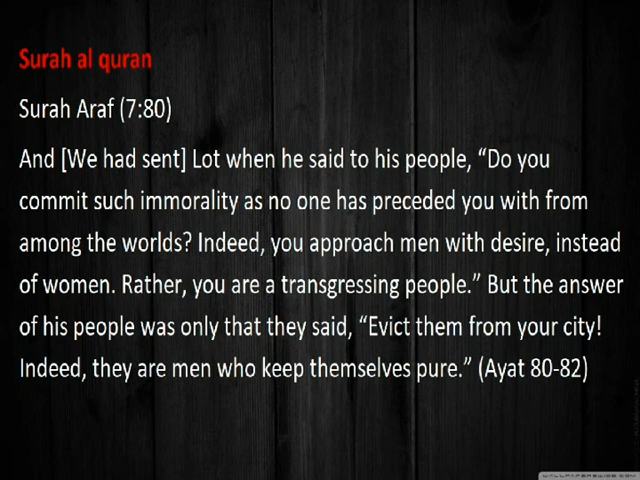 Surah al quran
Surah Araf (7:80)
And [We had sent] Lot when he said to his people, “Do you
commit such immorality as no one has preceded you with from
among the worlds? Indeed, you approach men with desire, instead
of women. Rather, you are a transgressing people.” But the answer
of his people was only that they said, “Evict them from your city!
Indeed, they are men who keep themselves pure.” (Ayat 80-82)